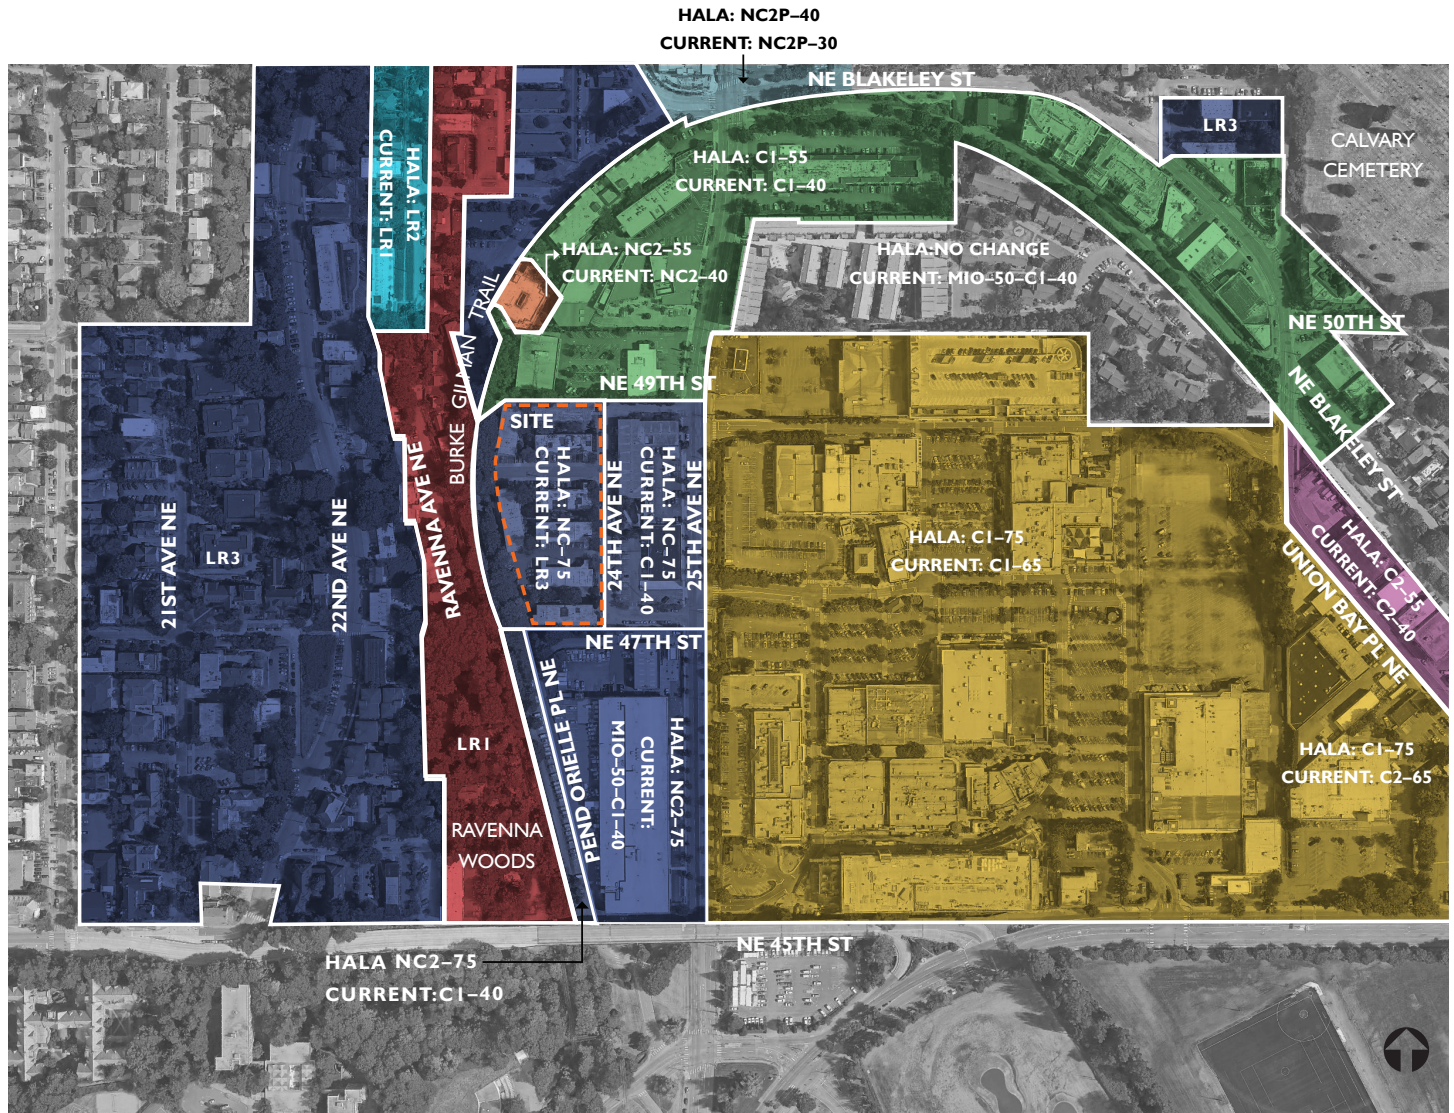 HALA: NC2P–40
CURRENT: NC2P–30
NE BLAKELEY ST
LR3
CALVARY
CEMETERY
HALA: LR2
CURRENT: LR1
HALA: C1–55
CURRENT: C1–40
HALA: NC2–55
CURRENT: NC2–40
HALA:NO CHANGE
CURRENT: MIO–50–C1–40
BURKE GILMAN TRAIL
NE 50TH ST
NE 49TH ST
NE BLAKELEY ST
SITE
HALA: NC–75
CURRENT: LR3
24TH AVE NE
HALA: NC–75
CURRENT: C1–40
25TH AVE NE
RAVENNA AVE NE
21ST AVE NE
LR3
22ND AVE NE
HALA: C1–75
CURRENT: C1–65
HALA: C2–55
CURRENT: C2–40
UNION BAY PL NE
NE 47TH ST
PEND ORIELLE PL NE
HALA: NC2–75
CURRENT:
MIO–50–C1–40
LR1
HALA: C1–75
CURRENT: C2–65
RAVENNA
WOODS
NE 45TH ST
HALA NC2–75
CURRENT:C1–40